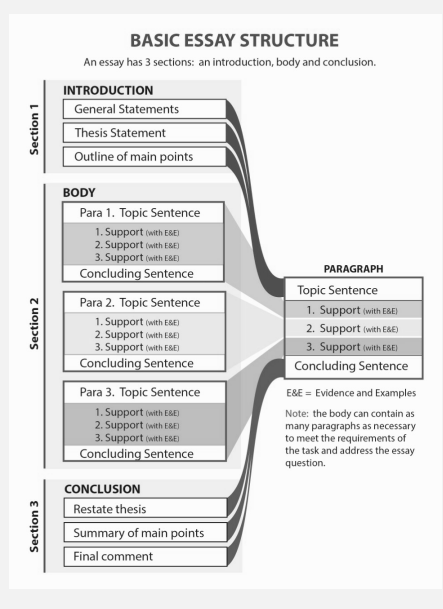 BASIC ESSAY STRUCTURE
An essay has 3 sections: an introduction, body and conclusion.
Section 1
INTRODUCTION
General Statements
Thesis Statement
Outline of main points
Section 2
BODY
Para 1. Topic Sentence
1. Support (with E&E)
2. Support (with E&E)
3. Support (with E&E)
Concluding Sentence
Para 2. Topic Sentence
1. Support (with E&E)
2. Support (with E&E)
3. Support (with E&E)
Concluding Sentence
Para 3. Topic Sentence
1. Support (with E&E)
2. Support (with E&E)
3. Support (with E&E)
Concluding Sentence
PARAGRAPH
Topic Sentence
1. Support (with E&E)
2. Support (with E&E)
3. Support (with E&E)
Concluding Sentence
E&E = Evidence and Examples
Note: the body can contain as
many paragraphs as necessary
to meet the requirements of
the task and address the essay
question.
Section 3
CONCLUSION
Restate thesis
Summary of main points
Final comment